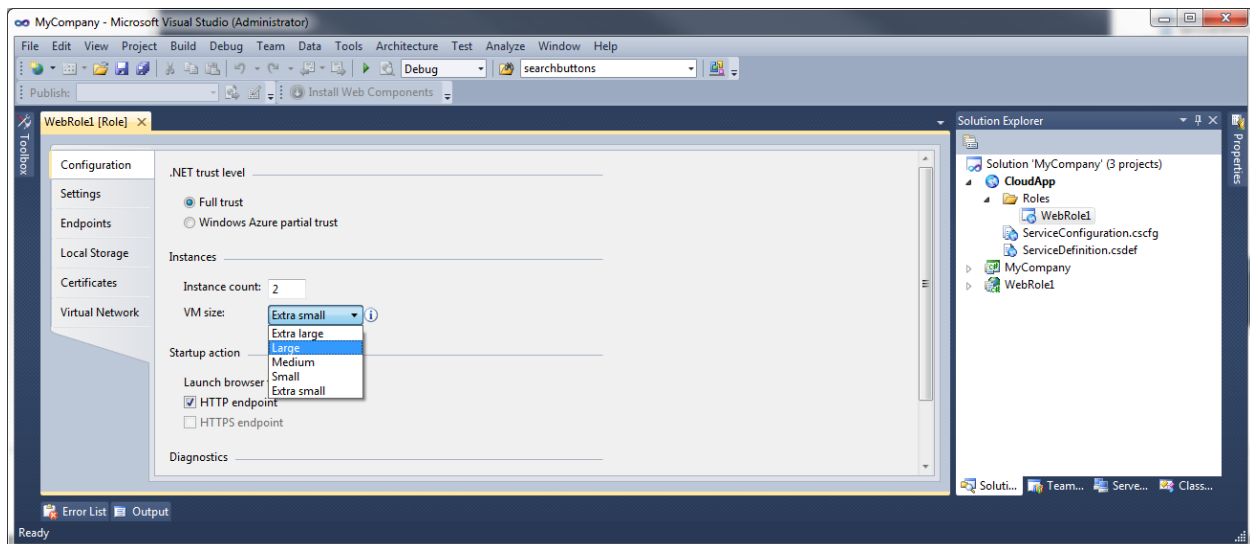 MyCompany - Microsoft Visual Studio (Administrator)
File Edit View Project Build Debug Team Data Tools Architecture Test Analyze Window Help
Debug searchbuttons
Publish: Install Web Components
Toolbox
WebRole1 [Role]
Configuration
Settings
Endpoints
Local Storage
Certificates
Virtual Network
.NET trust level
Full trust
Windows Azure partial trust
Instances
Instance count: 2
VM size: Extra small
Extra large
Large
Medium
Small
Extra small
Startup action
Launch browser
HTTP endpoint
HTTPS endpoint
Diagnostics
Solution Explorer
Solution 'MyCompany' (3 projects)
CloudApp
Roles
WebRole1
ServiceConfiguration.cscfg
ServiceDefinition.csdef
MyCompany
WebRole1
Soluti... Team... Serve... Class...
Properties
Error List Output
Ready